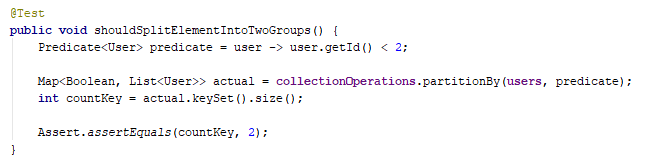 @Test
public void shouldSplitElementIntoTwoGroups() {
    Predicate<User> predicate = user -> user.getId() < 2;

    Map<Boolean, List<User>> actual = collectionOperations.partitionBy(users, predicate);
    int countKey = actual.keySet().size();

    Assert.assertEquals(countKey, 2);
}